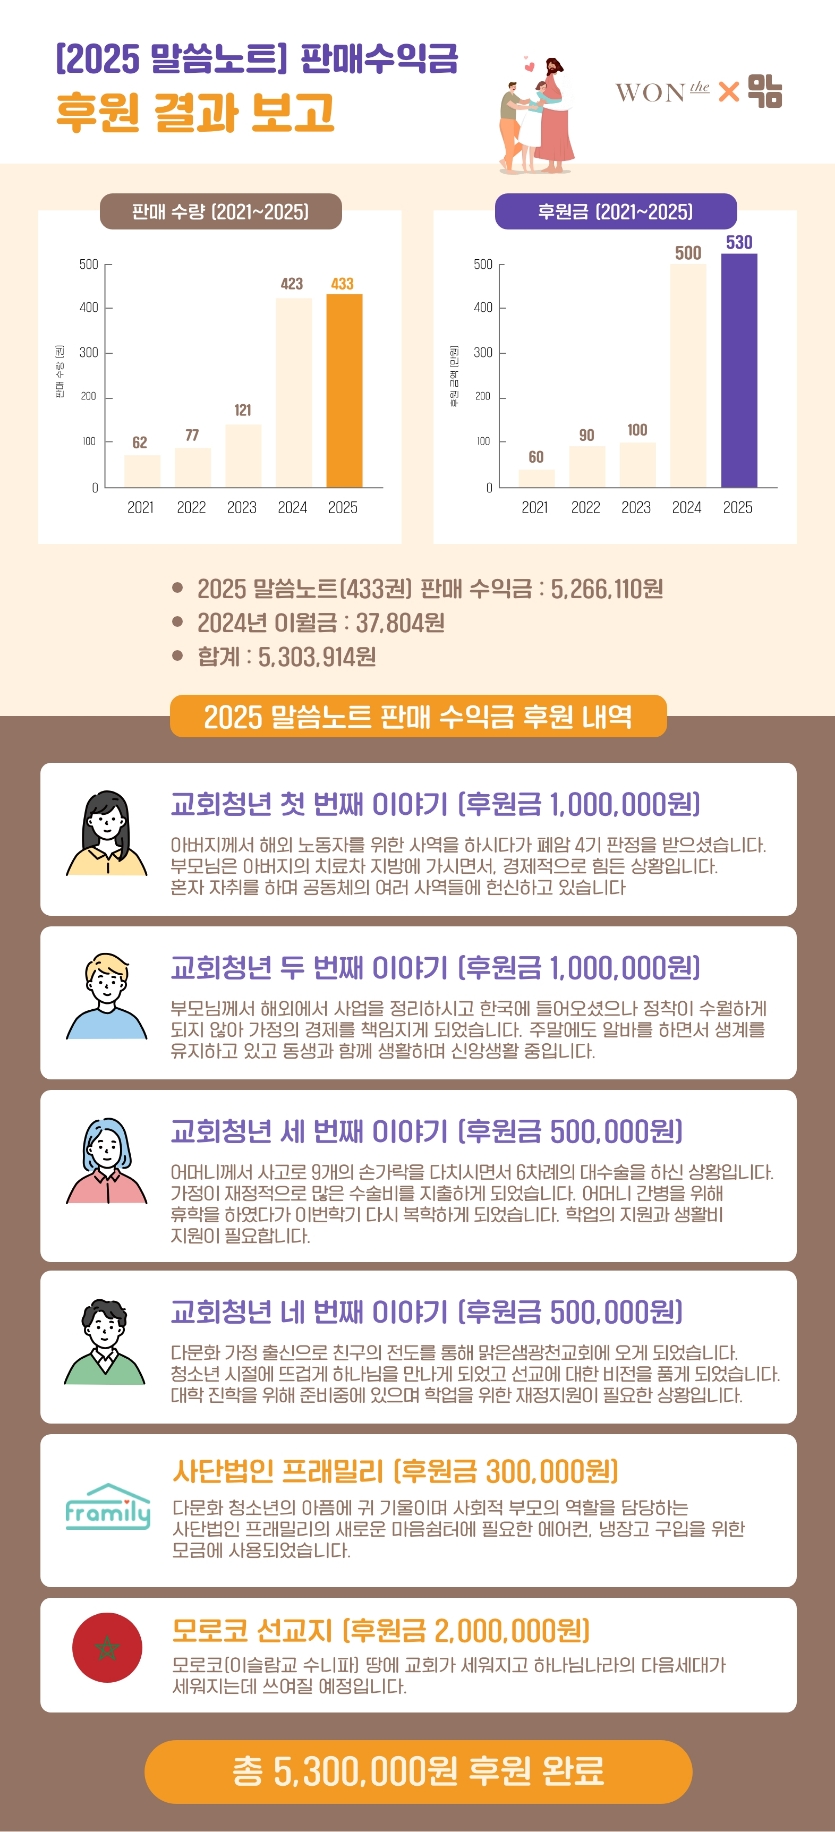 [2025 말씀노트] 판매수익금
후원 결과 보고
WON the
판매 수량 (2021~2025)
500
400
300
200
100
0
판매 수량 (권)
62
77
121
423
433
2021 2022 2023 2024 2025
후원금 (2021~2025)
500
400
300
200
100
0
후원 금액 (만원)
60
90
100
500
530
2021 2022 2023 2024 2025
• 2025 말씀노트(433권) 판매 수익금 : 5,266,110원
• 2024년 이월금 : 37,804원
• 합계 : 5,303,914원
2025 말씀노트 판매 수익금 후원 내역
교회청년 첫 번째 이야기 (후원금 1,000,000원)
아버지께서 해외 노동자를 위한 사역을 하시다가 폐암 4기 판정을 받으셨습니다.
부모님은 아버지의 치료차 지방에 가시면서, 경제적으로 힘든 상황입니다.
혼자 자취를 하며 공동체의 여러 사역들에 헌신하고 있습니다
교회청년 두 번째 이야기 (후원금 1,000,000원)
부모님께서 해외에서 사업을 정리하시고 한국에 들어오셨으나 정착이 수월하게
되지 않아 가정의 경제를 책임지게 되었습니다. 주말에도 알바를 하면서 생계를
유지하고 있고 동생과 함께 생활하며 신앙생활 중입니다.
교회청년 세 번째 이야기 (후원금 500,000원)
어머니께서 사고로 9개의 손가락을 다치시면서 6차례의 대수술을 하신 상황입니다.
가정이 재정적으로 많은 수술비를 지출하게 되었습니다. 어머니 간병을 위해
휴학을 하였다가 이번학기 다시 복학하게 되었습니다. 학업의 지원과 생활비
지원이 필요합니다.
교회청년 네 번째 이야기 (후원금 500,000원)
다문화 가정 출신으로 친구의 전도를 통해 맑은샘광천교회에 오게 되었습니다.
청소년 시절에 뜨겁게 하나님을 만나게 되었고 선교에 대한 비전을 품게 되었습니다.
대학 진학을 위해 준비중에 있으며 학업을 위한 재정지원이 필요한 상황입니다.
framily
사단법인 프래밀리 (후원금 300,000원)
다문화 청소년의 아픔에 귀 기울이며 사회적 부모의 역할을 담당하는
사단법인 프래밀리의 새로운 마음쉼터에 필요한 에어컨, 냉장고 구입을 위한
모금에 사용되었습니다.
모로코 선교지 (후원금 2,000,000원)
모로코(이슬람교 수니파) 땅에 교회가 세워지고 하나님나라의 다음세대가
세워지는데 쓰여질 예정입니다.
총 5,300,000원 후원 완료